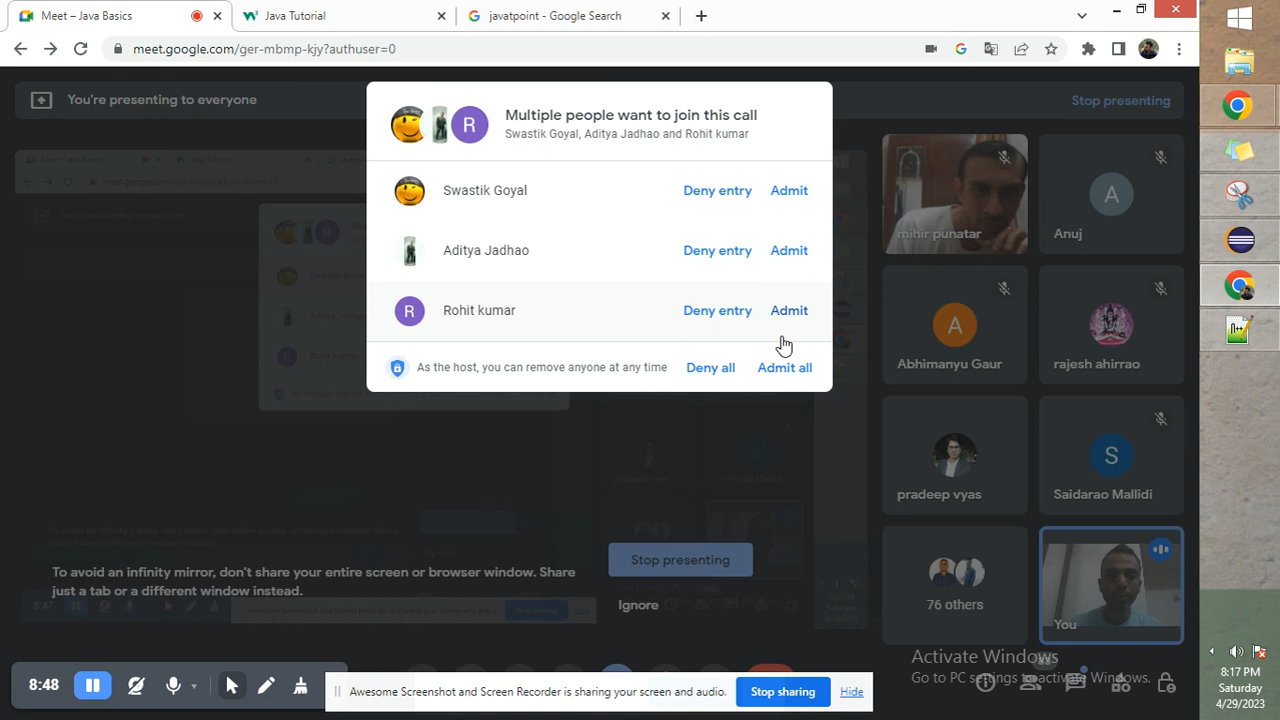 Meet – Java Basics
Java Tutorial
javatpoint - Google Search
meet.google.com/ger-mbmp-kjy?authuser=0
You're presenting to everyone
Stop presenting
Multiple people want to join this call
Swastik Goyal, Aditya Jadhao and Rohit kumar
R
Swastik Goyal Deny entry Admit
Aditya Jadhao Deny entry Admit
R Rohit kumar Deny entry Admit
As the host, you can remove anyone at any time Deny all Admit all
mihir punatar
A
Anuj
A
Abhimanyu Gaur
rajesh ahirrao
pradeep vyas
S
Saidarao Mallidi
76 others
You
To avoid an infinity mirror, don't share your entire screen or browser window. Share
just a tab or a different window instead.
Stop presenting
Ignore
Activate Windows
Go to PC settings to activate Windows.
8:48
Awesome Screenshot and Screen Recorder is sharing your screen and audio. Stop sharing Hide
8:17 PM
Saturday
4/29/2023